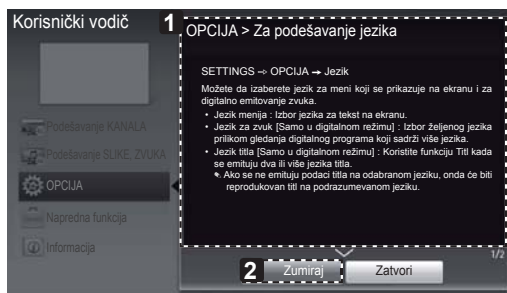 Korisnički vodič
1
OPCIJA > Za podešavanje jezika
SETTINGS ➾ OPCIJA ➞ Jezik
Možete da izaberete jezik za meni koji se prikazuje na ekranu i za
digitalno emitovanje zvuka.
• Jezik menija : Izbor jezika za tekst na ekranu.
• Jezik za zvuk [Samo u digitalnom režimu] : Izbor željenog jezika
prilikom gledanja digitalnog programa koji sadrži više jezika.
• Jezik titla [Samo u digitalnom režimu] : Koristite funkciju Titl kada
se emituju dva ili više jezika titla.
✎ Ako se ne emituju podaci titla na odabranom jeziku, onda će biti
reprodukovan titl na podrazumevanom jeziku.
Podešavanje KANALA
Podešavanje SLIKE, ZVUKA
OPCIJA
Napredna funkcija
Informacija
1/2
2
Zumiraj
Zatvori